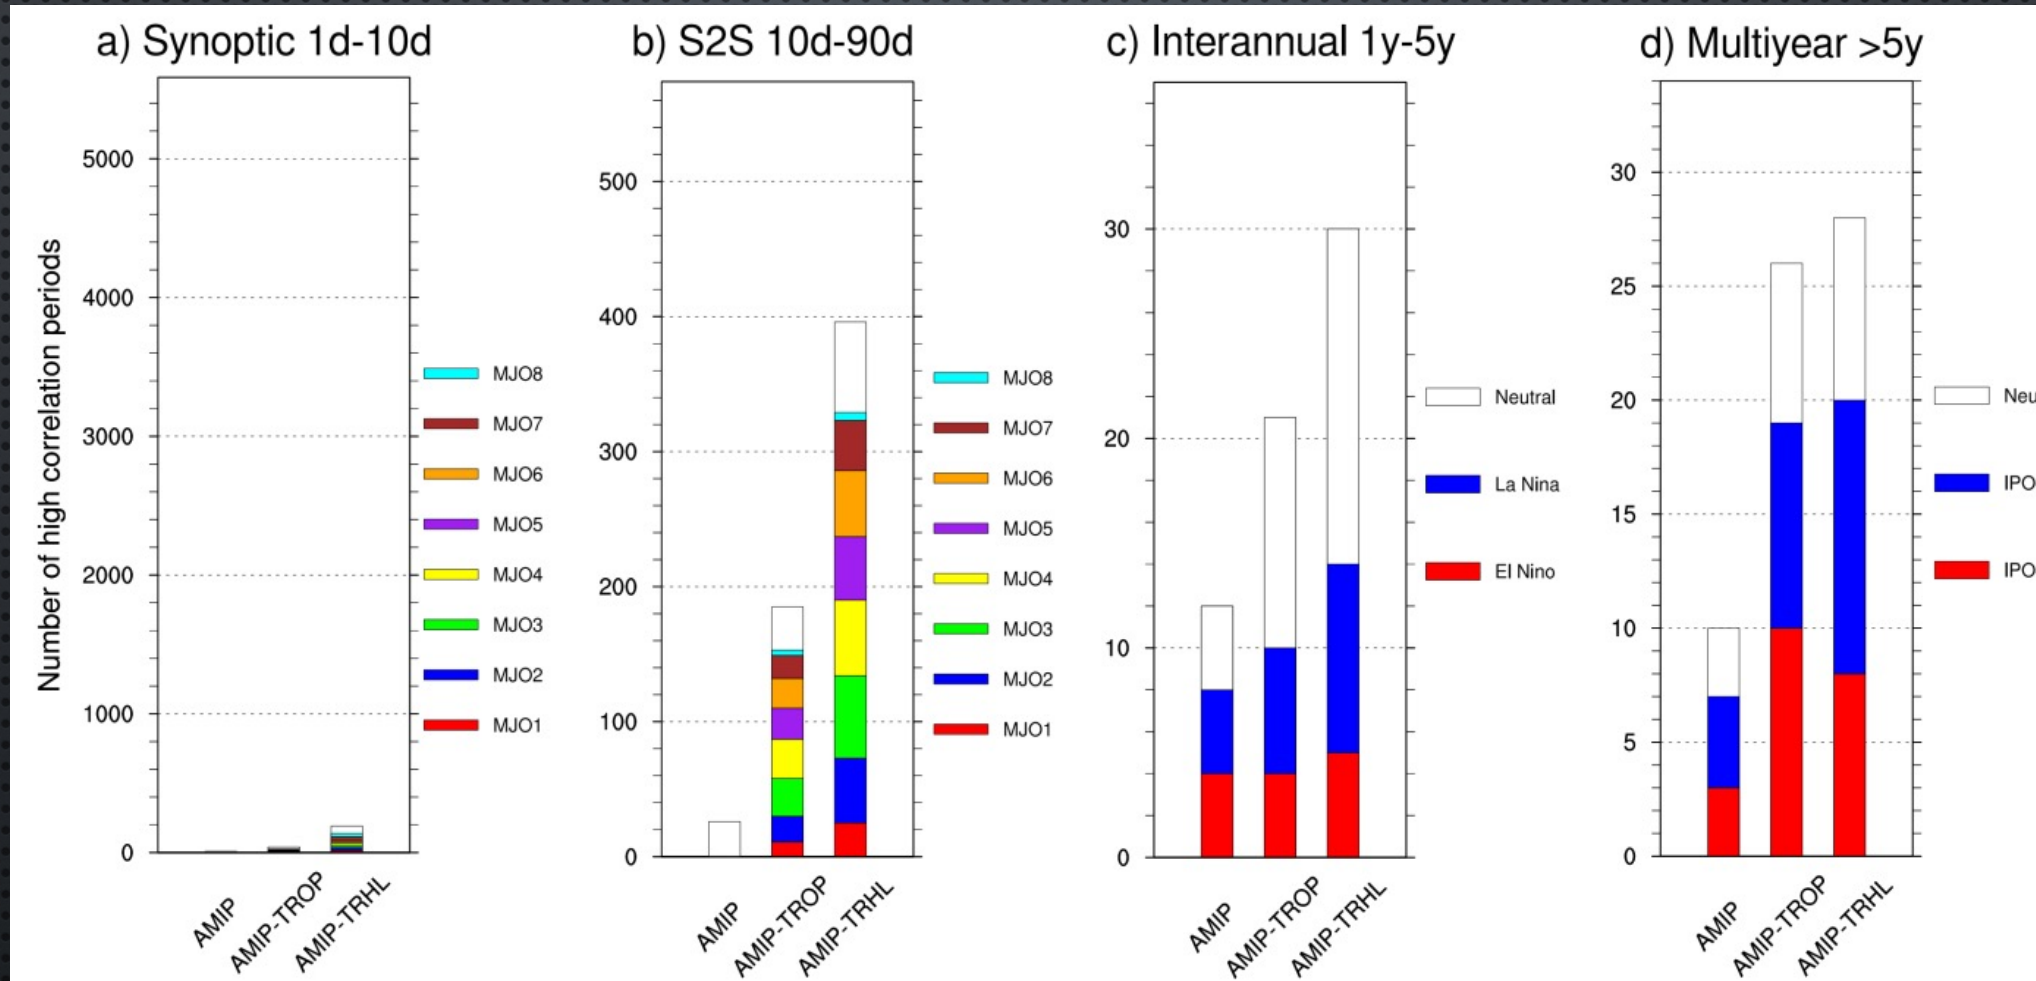 a) Synoptic 1d-10d
Number of high correlation periods
5000
4000
3000
2000
1000
0
MJO8
MJO7
MJO6
MJO5
MJO4
MJO3
MJO2
MJO1
AMIP
AMIP-TROP
AMIP-TRHL
b) S2S 10d-90d
500
400
300
200
100
0
MJO8
MJO7
MJO6
MJO5
MJO4
MJO3
MJO2
MJO1
AMIP
AMIP-TROP
AMIP-TRHL
c) Interannual 1y-5y
30
20
10
0
Neutral
La Nina
El Nino
AMIP
AMIP-TROP
AMIP-TRHL
d) Multiyear >5y
30
25
20
15
10
5
0
Neu
IPO
IPO
AMIP
AMIP-TROP
AMIP-TRHL